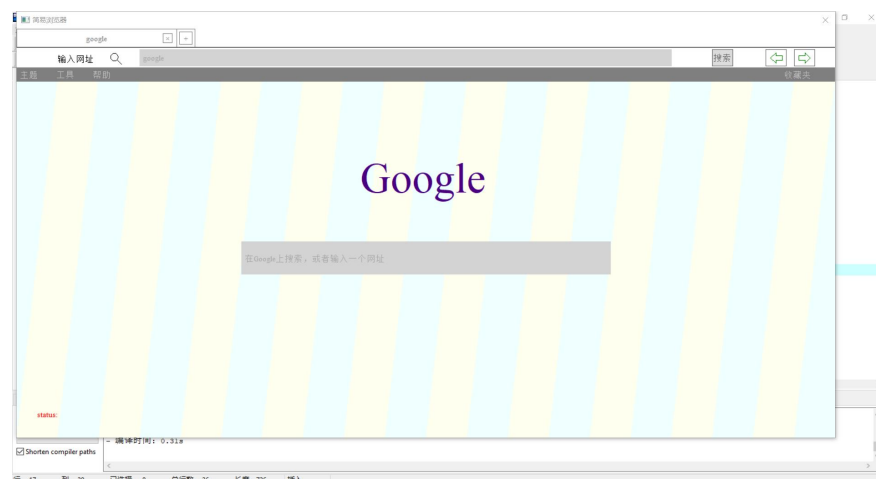 简易浏览器
google
输入网址 google 搜索
主题 工具 帮助 收藏夹
Google
在Google上搜索，或者输入一个网址
status:
- 编译时间: 0.31s
Shorten compiler paths